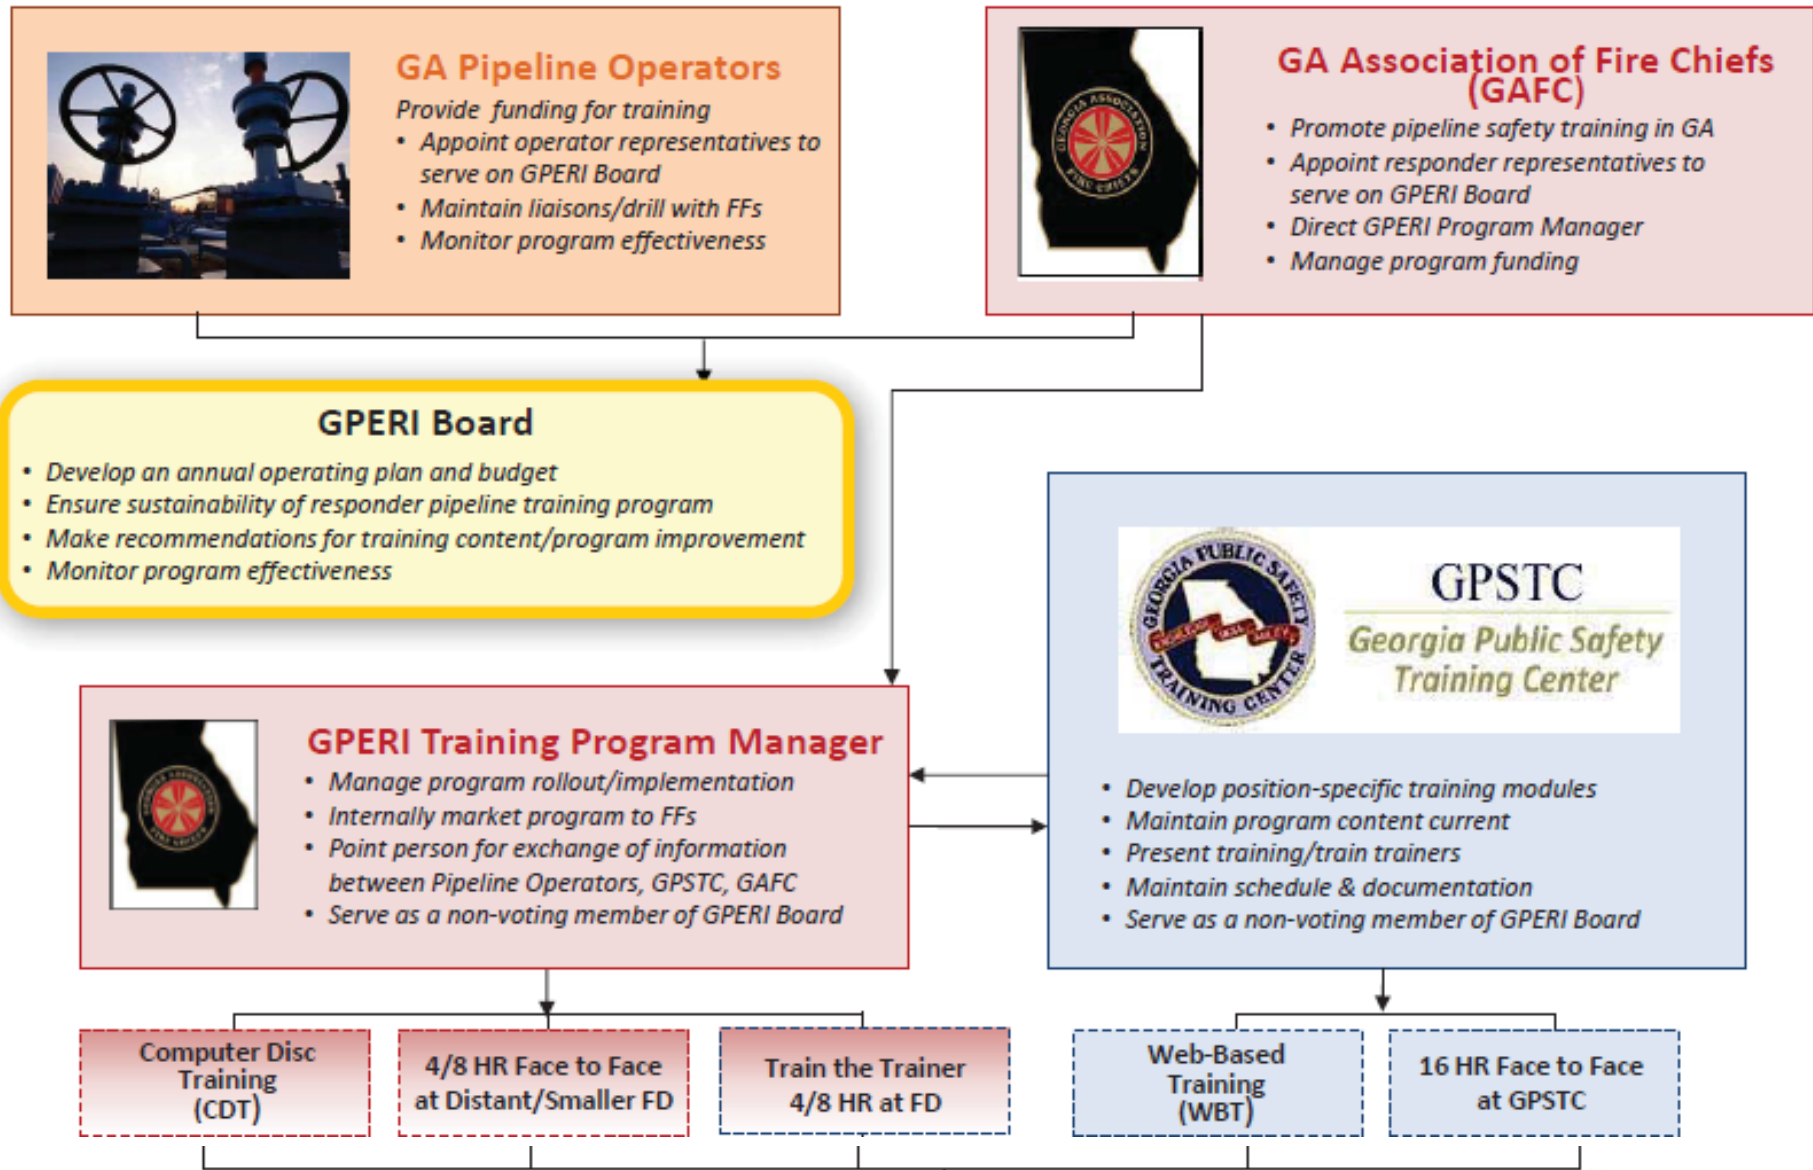 GA Pipeline Operators
Provide funding for training
• Appoint operator representatives to
serve on GPERI Board
• Maintain liaisons/drill with FFs
• Monitor program effectiveness
GEORGIA ASSOCIATION
FIRE CHIEFS
GA Association of Fire Chiefs
(GAFC)
• Promote pipeline safety training in GA
• Appoint responder representatives to
serve on GPERI Board
• Direct GPERI Program Manager
• Manage program funding
GPERI Board
• Develop an annual operating plan and budget
• Ensure sustainability of responder pipeline training program
• Make recommendations for training content/program improvement
• Monitor program effectiveness
GEORGIA PUBLIC SAFETY
TRAINING CENTER
GPSTC
Georgia Public Safety
Training Center
• Develop position-specific training modules
• Maintain program content current
• Present training/train trainers
• Maintain schedule & documentation
• Serve as a non-voting member of GPERI Board
GEORGIA ASSOCIATION
FIRE CHIEFS
GPERI Training Program Manager
• Manage program rollout/implementation
• Internally market program to FFs
• Point person for exchange of information
between Pipeline Operators, GPSTC, GAFC
• Serve as a non-voting member of GPERI Board
Computer Disc
Training
(CDT)
4/8 HR Face to Face
at Distant/Smaller FD
Train the Trainer
4/8 HR at FD
Web-Based
Training
(WBT)
16 HR Face to Face
at GPSTC